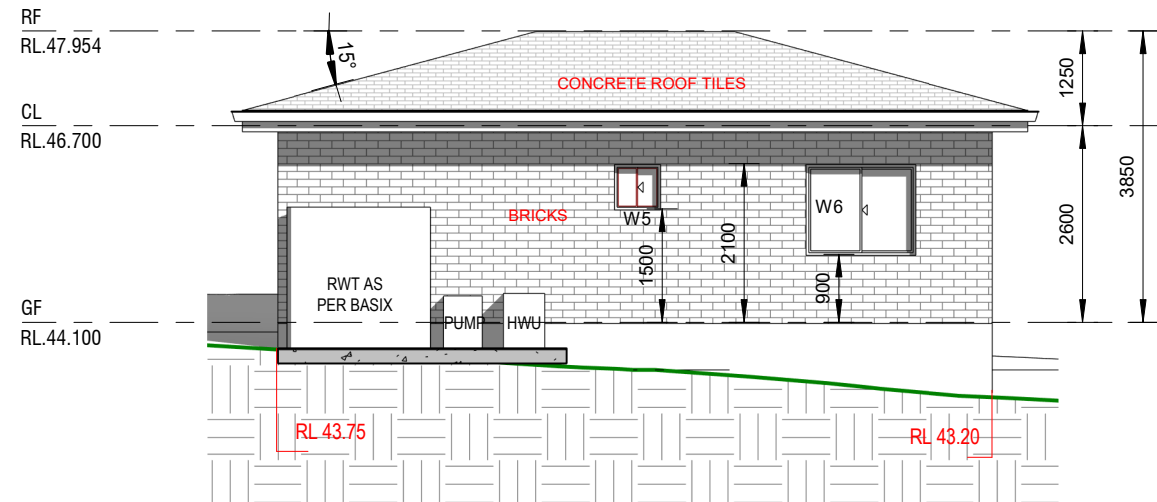 RF
RL.47.954
15°
CONCRETE ROOF TILES
1250
CL
RL.46.700
3850
2600
BRICKS
W5
W6
1500
2100
900
RWT AS
PER BASIX
PUMP
HWU
GF
RL.44.100
RL 43.75
RL 43.20